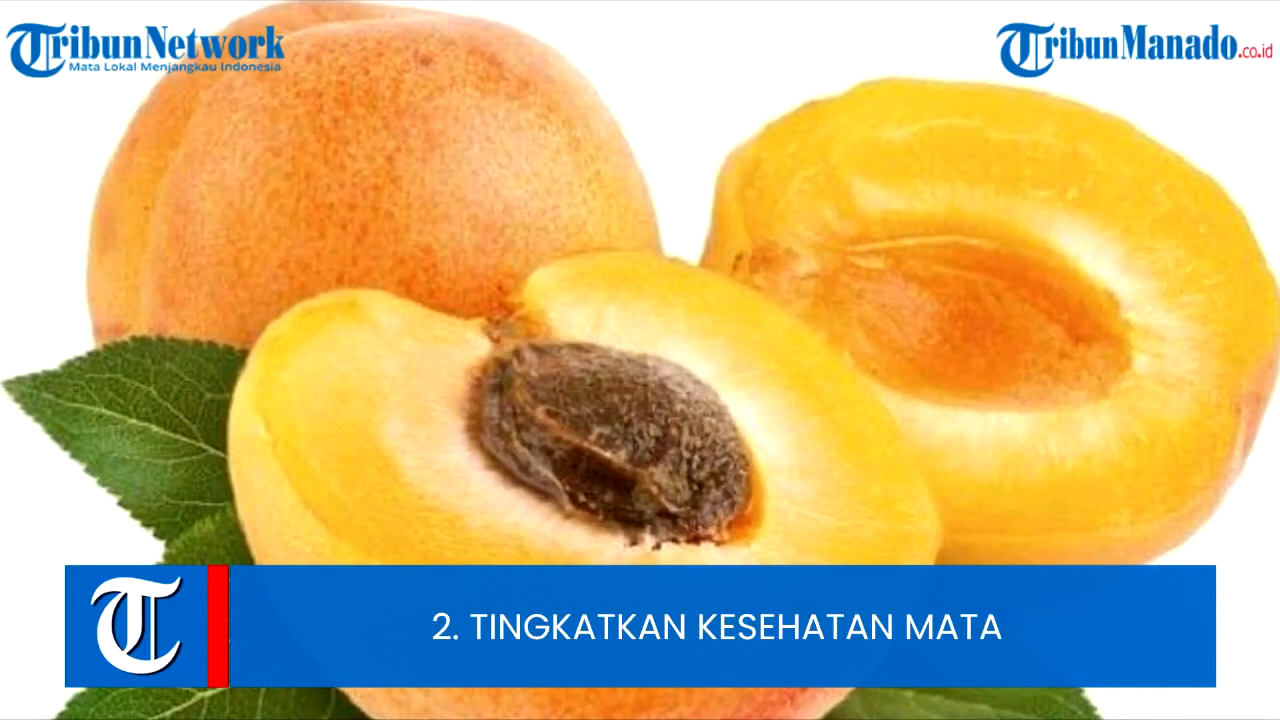 TribunNetwork
Mata Lokal Menjangkau Indonesia
TribunManado.co.id
T
2. TINGKATKAN KESEHATAN MATA